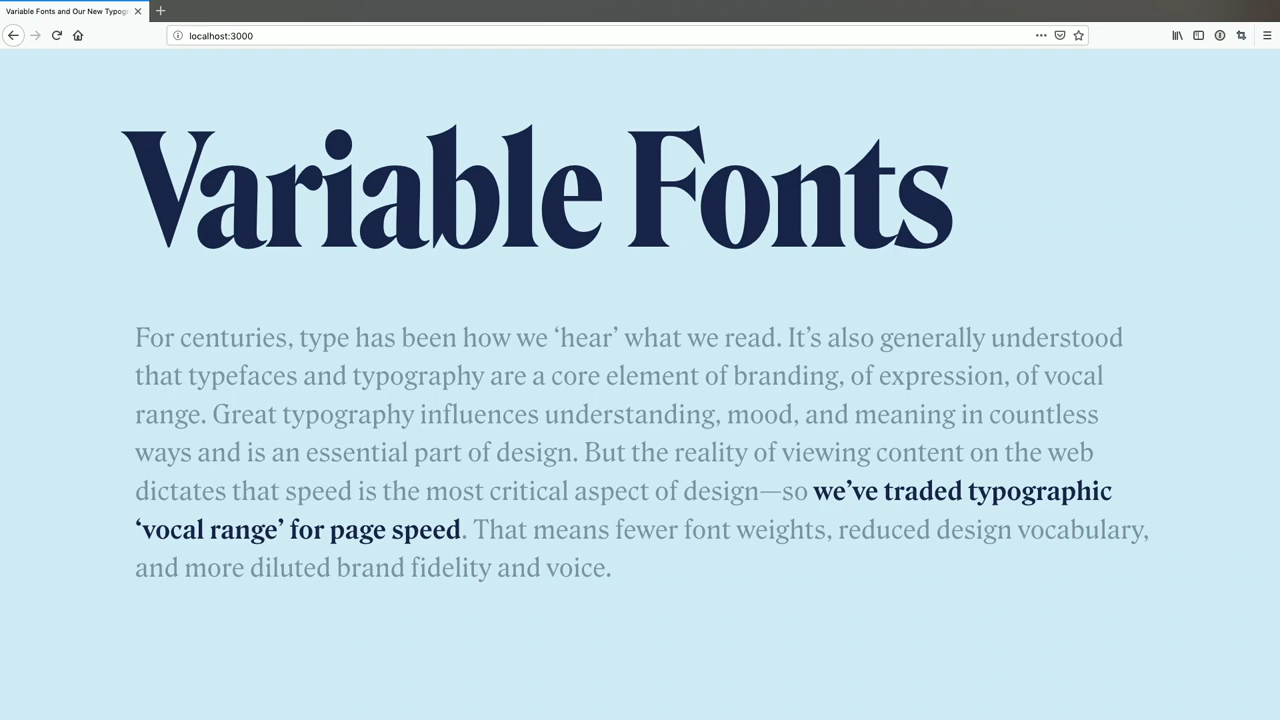 Variable Fonts and Our New Typogr
localhost:3000
Variable Fonts
For centuries, type has been how we ‘hear’ what we read. It’s also generally understood
that typefaces and typography are a core element of branding, of expression, of vocal
range. Great typography influences understanding, mood, and meaning in countless
ways and is an essential part of design. But the reality of viewing content on the web
dictates that speed is the most critical aspect of design—so we’ve traded typographic
‘vocal range’ for page speed. That means fewer font weights, reduced design vocabulary,
and more diluted brand fidelity and voice.